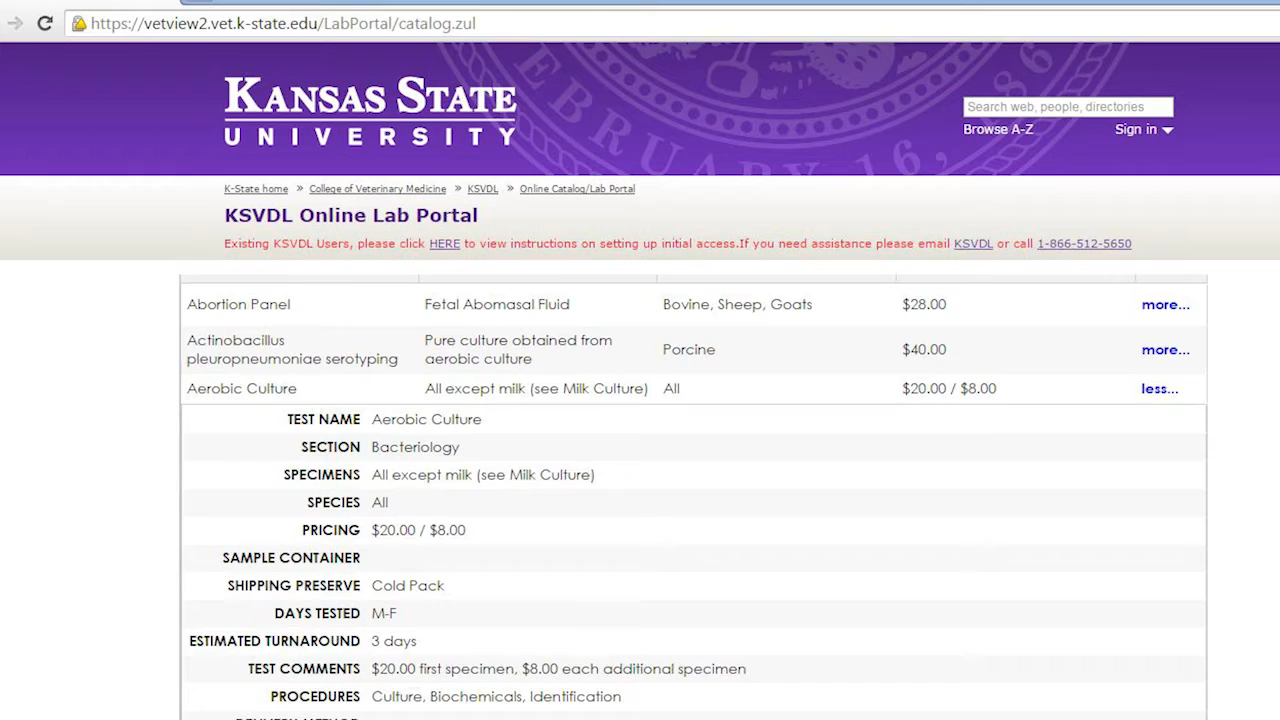 https://vetview2.vet.k-state.edu/LabPortal/catalog.zul
KANSAS STATE
UNIVERSITY
FEBRUARY 16, 186
Search web, people, directories
Browse A-Z Sign in
K-State home » College of Veterinary Medicine » KSVDL » Online Catalog/Lab Portal
KSVDL Online Lab Portal
Existing KSVDL Users, please click HERE to view instructions on setting up initial access.If you need assistance please email KSVDL or call 1-866-512-5650
Abortion Panel Fetal Abomasal Fluid Bovine, Sheep, Goats $28.00 more...
Actinobacillus
pleuropneumoniae serotyping Pure culture obtained from
aerobic culture Porcine $40.00 more...
Aerobic Culture All except milk (see Milk Culture) All $20.00 / $8.00 less...
TEST NAME Aerobic Culture
SECTION Bacteriology
SPECIMENS All except milk (see Milk Culture)
SPECIES All
PRICING $20.00 / $8.00
SAMPLE CONTAINER
SHIPPING PRESERVE Cold Pack
DAYS TESTED M-F
ESTIMATED TURNAROUND 3 days
TEST COMMENTS $20.00 first specimen, $8.00 each additional specimen
PROCEDURES Culture, Biochemicals, Identification